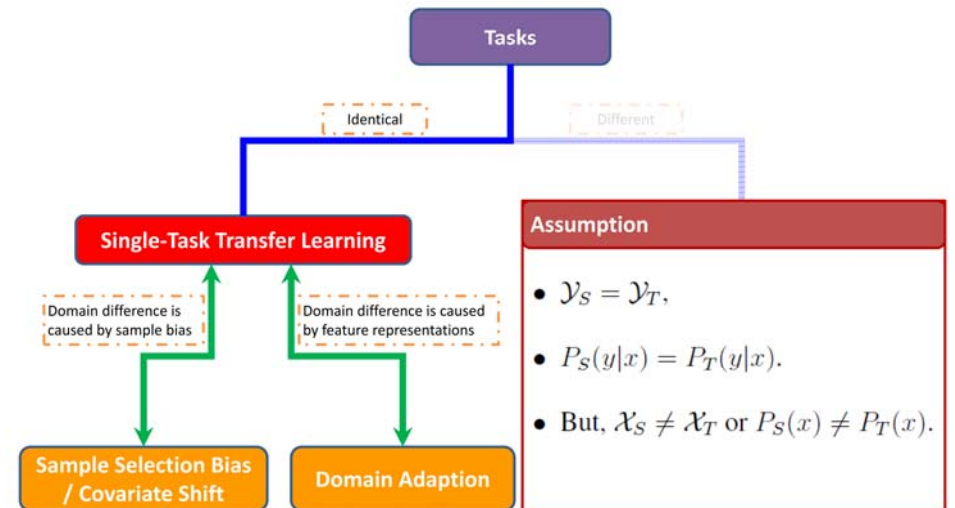 Tasks
Identical
Different
Single-Task Transfer Learning
Domain difference is
caused by sample bias
Domain difference is caused
by feature representations
Sample Selection Bias
/ Covariate Shift
Domain Adaption
Assumption
• 𝒴_S = 𝒴_T,
• P_S(y|x) = P_T(y|x).
• But, 𝒳_S ≠ 𝒳_T or P_S(x) ≠ P_T(x).